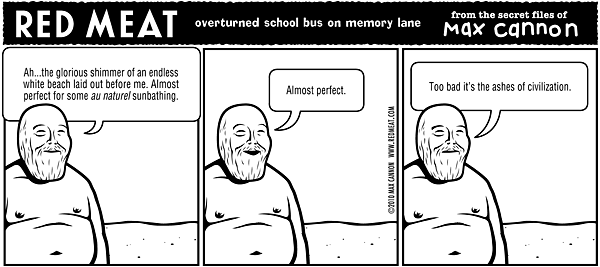 RED MEAT
overturned school bus on memory lane
from the secret files of
Max cannon
Ah...the glorious shimmer of an endless
white beach laid out before me. Almost
perfect for some au naturel sunbathing.
Almost perfect.
©2010 MAX CANNON WWW.REDMEAT.COM
Too bad it's the ashes of civilization.